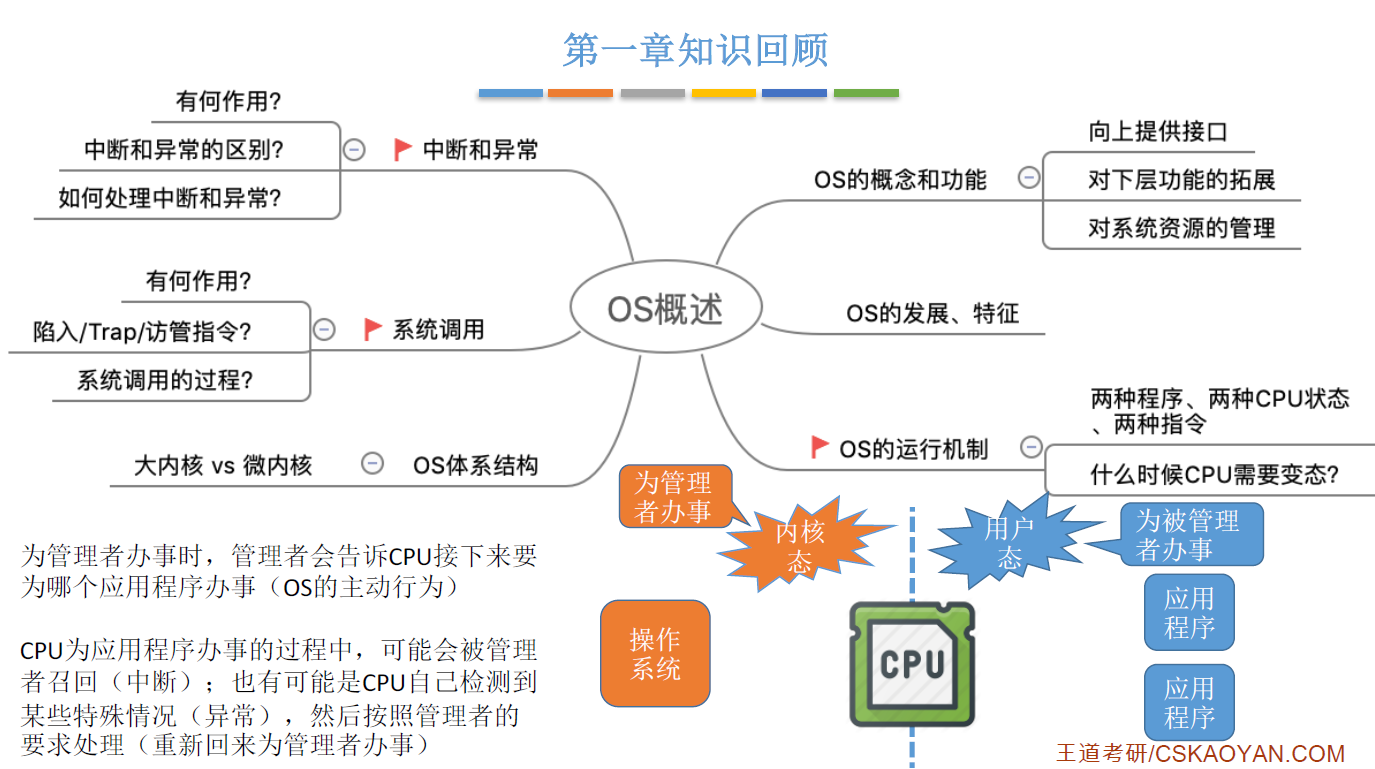 第一章知识回顾
有何作用?
中断和异常的区别?
如何处理中断和异常?
中断和异常
有何作用?
陷入/Trap/访管指令?
系统调用的过程?
系统调用
大内核 vs 微内核
OS体系结构
OS概述
OS的概念和功能
向上提供接口
对下层功能的拓展
对系统资源的管理
OS的发展、特征
OS的运行机制
两种程序、两种CPU状态
、两种指令
什么时候CPU需要变态?
为管理
者办事
内核
态
用户
态
为被管理
者办事
操作
系统
CPU
应用
程序
应用
程序
为管理者办事时，管理者会告诉CPU接下来要
为哪个应用程序办事（OS的主动行为）
CPU为应用程序办事的过程中，可能会被管理
者召回（中断）；也有可能是CPU自己检测到
某些特殊情况（异常），然后按照管理者的
要求处理（重新回来为管理者办事）
王道考研/CSKAOYAN.COM